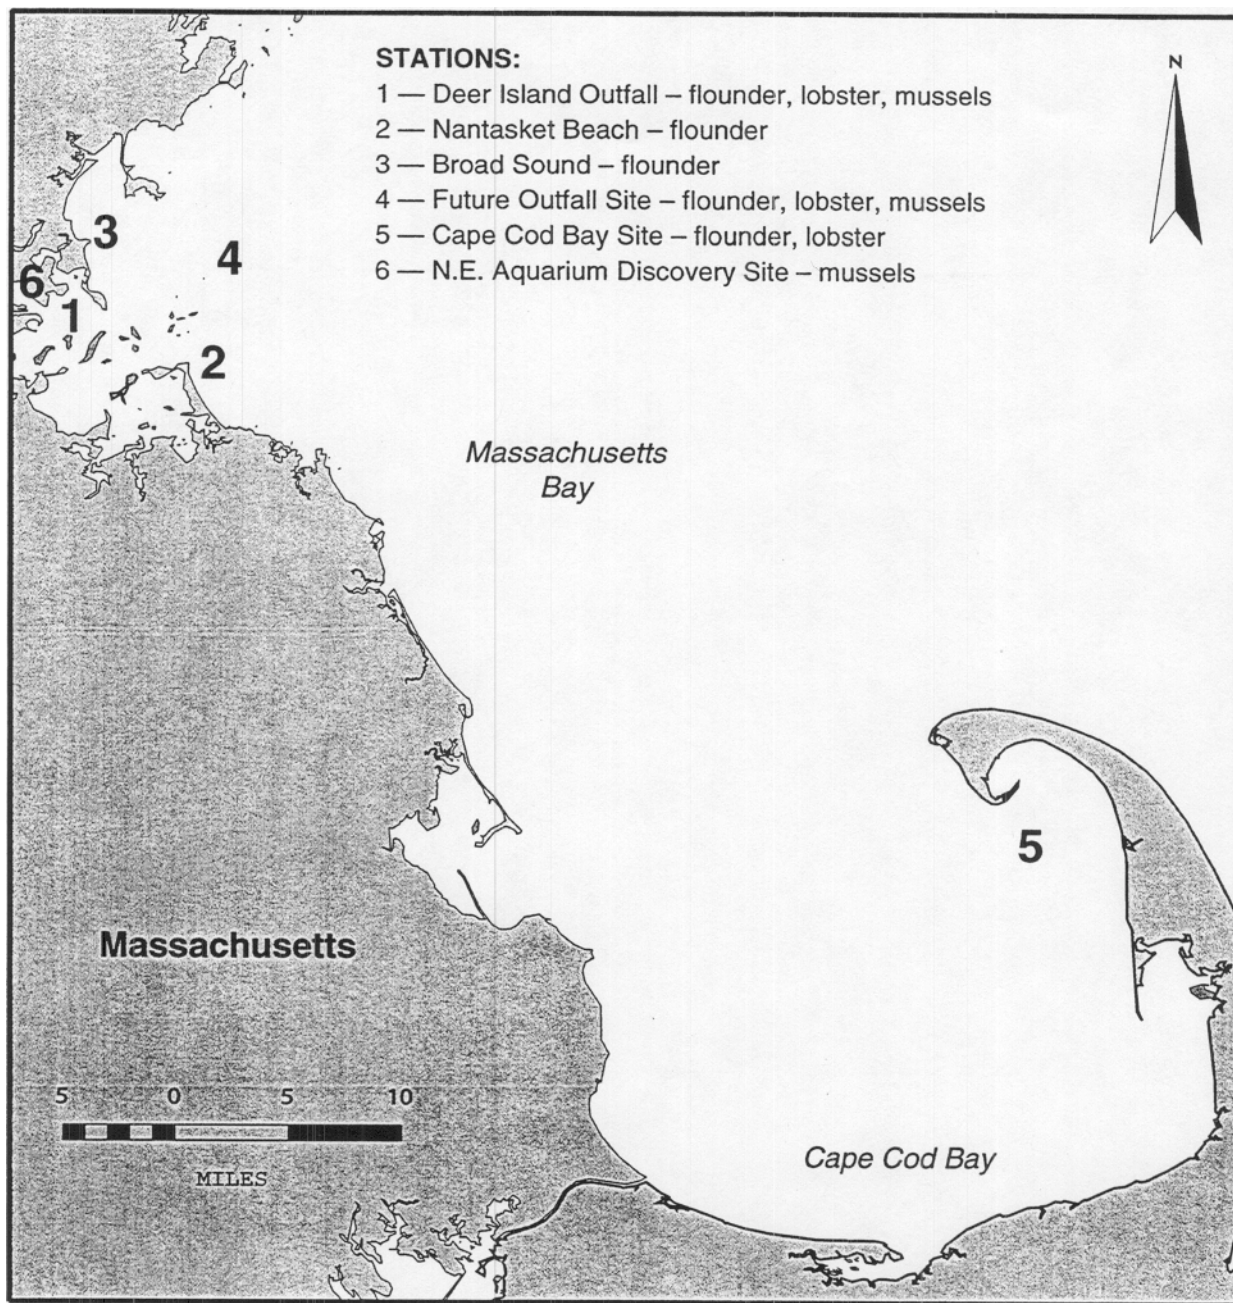 STATIONS:
1 — Deer Island Outfall – flounder, lobster, mussels
2 — Nantasket Beach – flounder
3 — Broad Sound – flounder
4 — Future Outfall Site – flounder, lobster, mussels
5 — Cape Cod Bay Site – flounder, lobster
6 — N.E. Aquarium Discovery Site – mussels
N
3
4
6
1
2
Massachusetts
Bay
5
Massachusetts
5 0 5 10
MILES
Cape Cod Bay